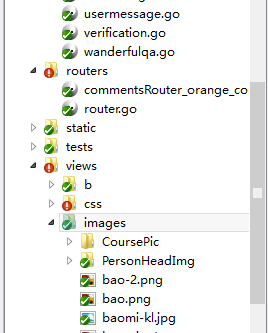 usermessage.go
verification.go
wanderfulqa.go
routers
commentsRouter_orange_co
router.go
static
tests
views
b
css
images
CoursePic
PersonHeadImg
bao-2.png
bao.png
baomi-kl.jpg